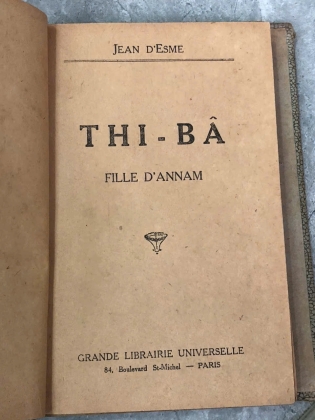 JEAN D'ESME
THI-BÂ
FILLE D'ANNAM
GRANDE LIBRAIRIE UNIVERSELLE
84, Boulevard St-Michel — PARIS